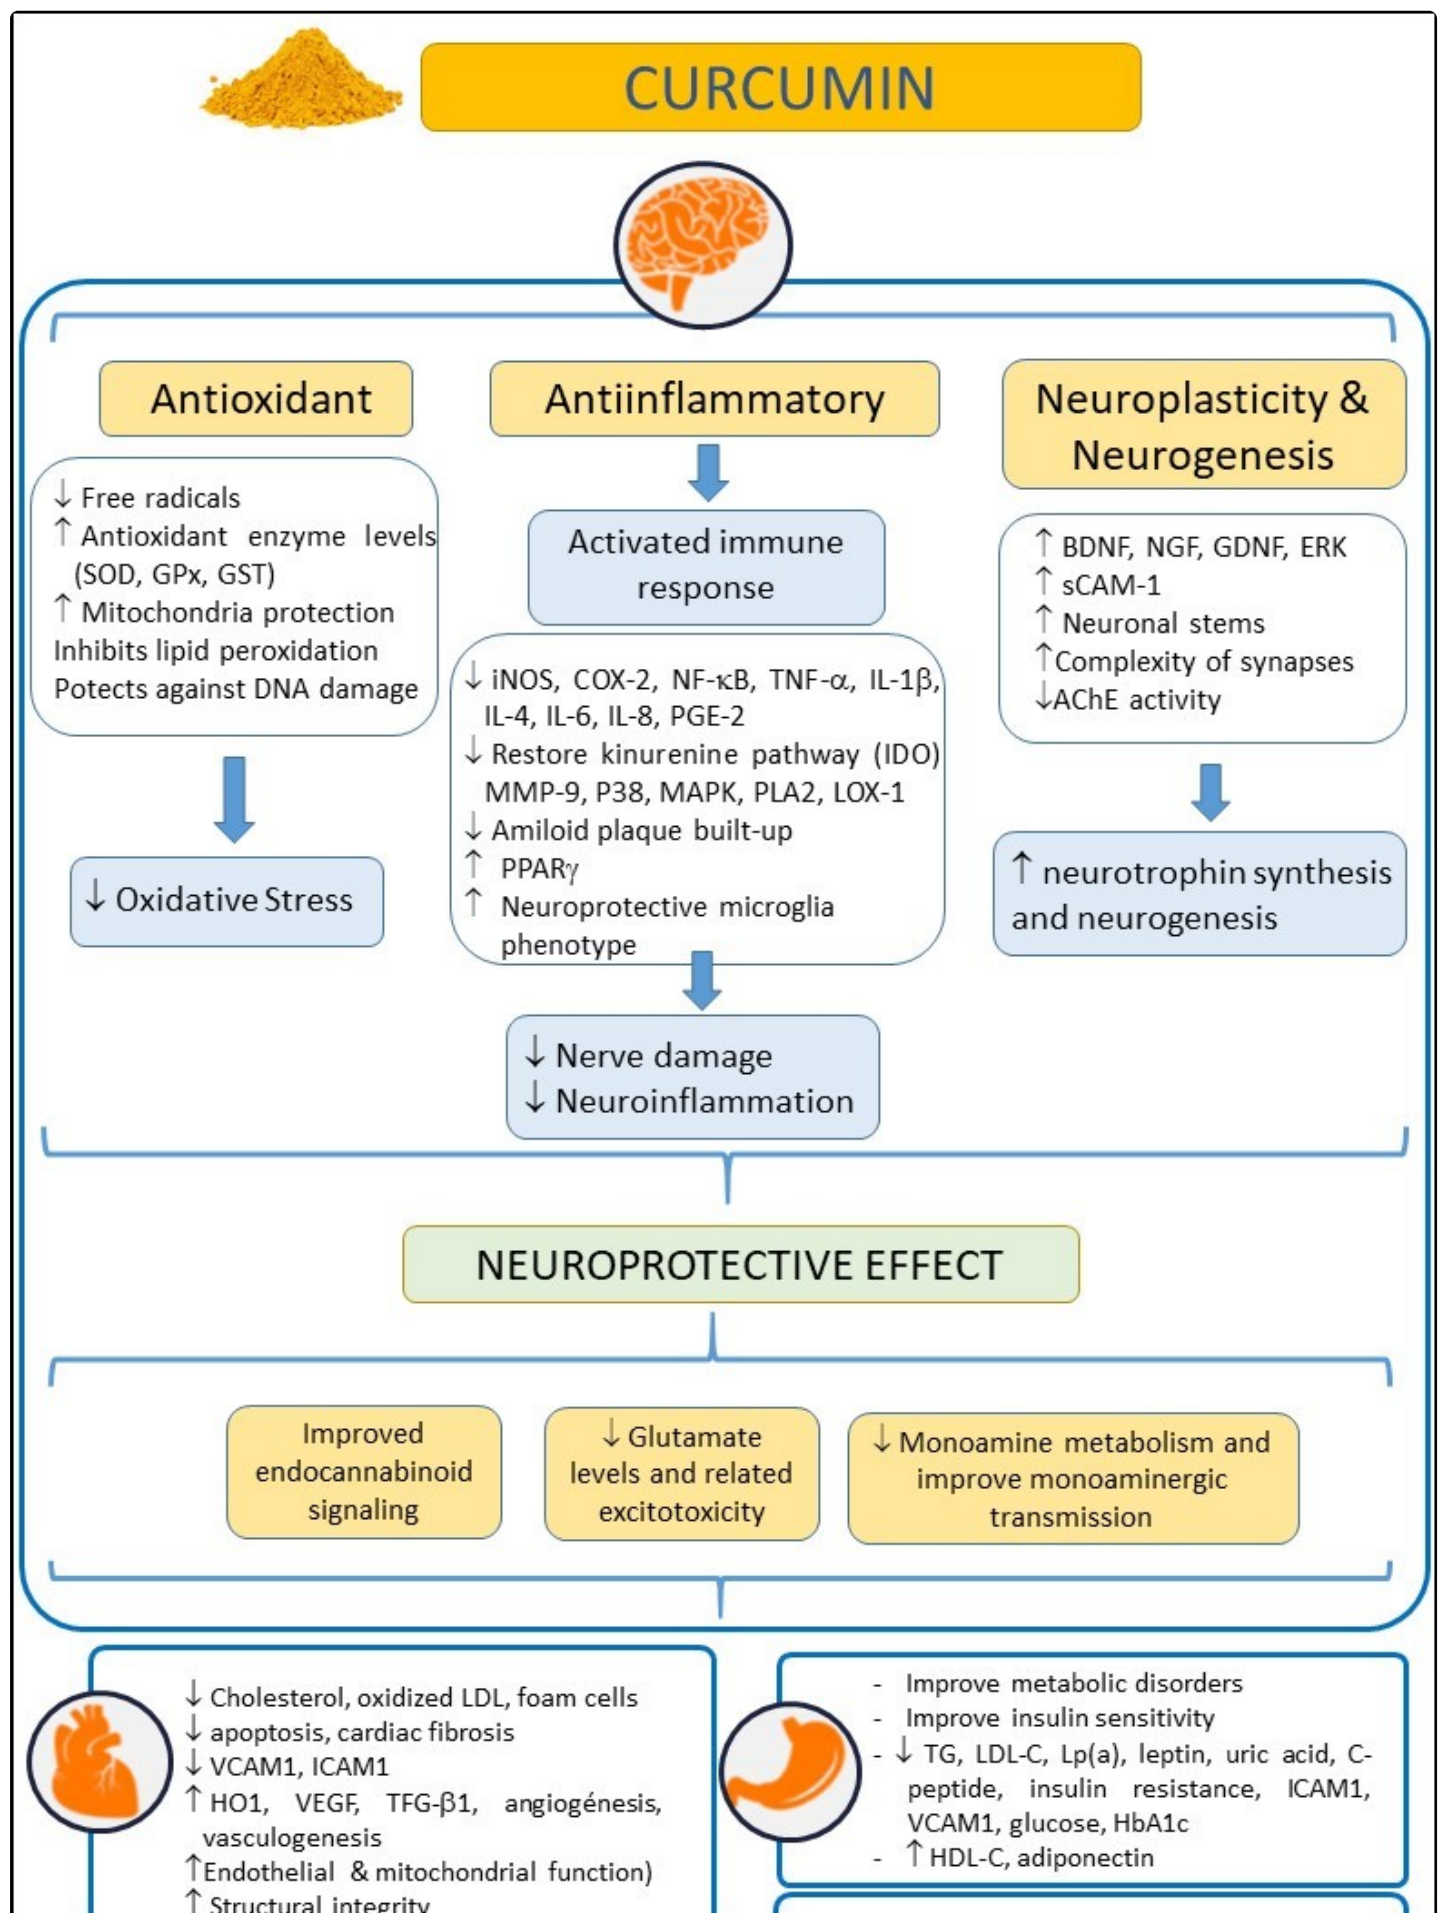 CURCUMIN
Antioxidant
↓ Free radicals
↑ Antioxidant enzyme levels
(SOD, GPx, GST)
↑ Mitochondria protection
Inhibits lipid peroxidation
Potects against DNA damage
↓ Oxidative Stress
Antiinflammatory
Activated immune
response
↓ iNOS, COX-2, NF-κB, TNF-α, IL-1β,
IL-4, IL-6, IL-8, PGE-2
↓ Restore kinurenine pathway (IDO)
MMP-9, P38, MAPK, PLA2, LOX-1
↓ Amiloid plaque built-up
↑ PPARγ
↑ Neuroprotective microglia
phenotype
↓ Nerve damage
↓ Neuroinflammation
Neuroplasticity &
Neurogenesis
↑ BDNF, NGF, GDNF, ERK
↑ sCAM-1
↑ Neuronal stems
↑Complexity of synapses
↓AChE activity
↑ neurotrophin synthesis
and neurogenesis
NEUROPROTECTIVE EFFECT
Improved
endocannabinoid
signaling
↓ Glutamate
levels and related
excitotoxicity
↓ Monoamine metabolism and
improve monoaminergic
transmission
↓ Cholesterol, oxidized LDL, foam cells
↓ apoptosis, cardiac fibrosis
↓ VCAM1, ICAM1
↑ HO1, VEGF, TFG-β1, angiogénesis,
vasculogenesis
↑Endothelial & mitochondrial function)
↑ Structural integrity
- Improve metabolic disorders
- Improve insulin sensitivity
- ↓ TG, LDL-C, Lp(a), leptin, uric acid, C-
peptide, insulin resistance, ICAM1,
VCAM1, glucose, HbA1c
- ↑ HDL-C, adiponectin